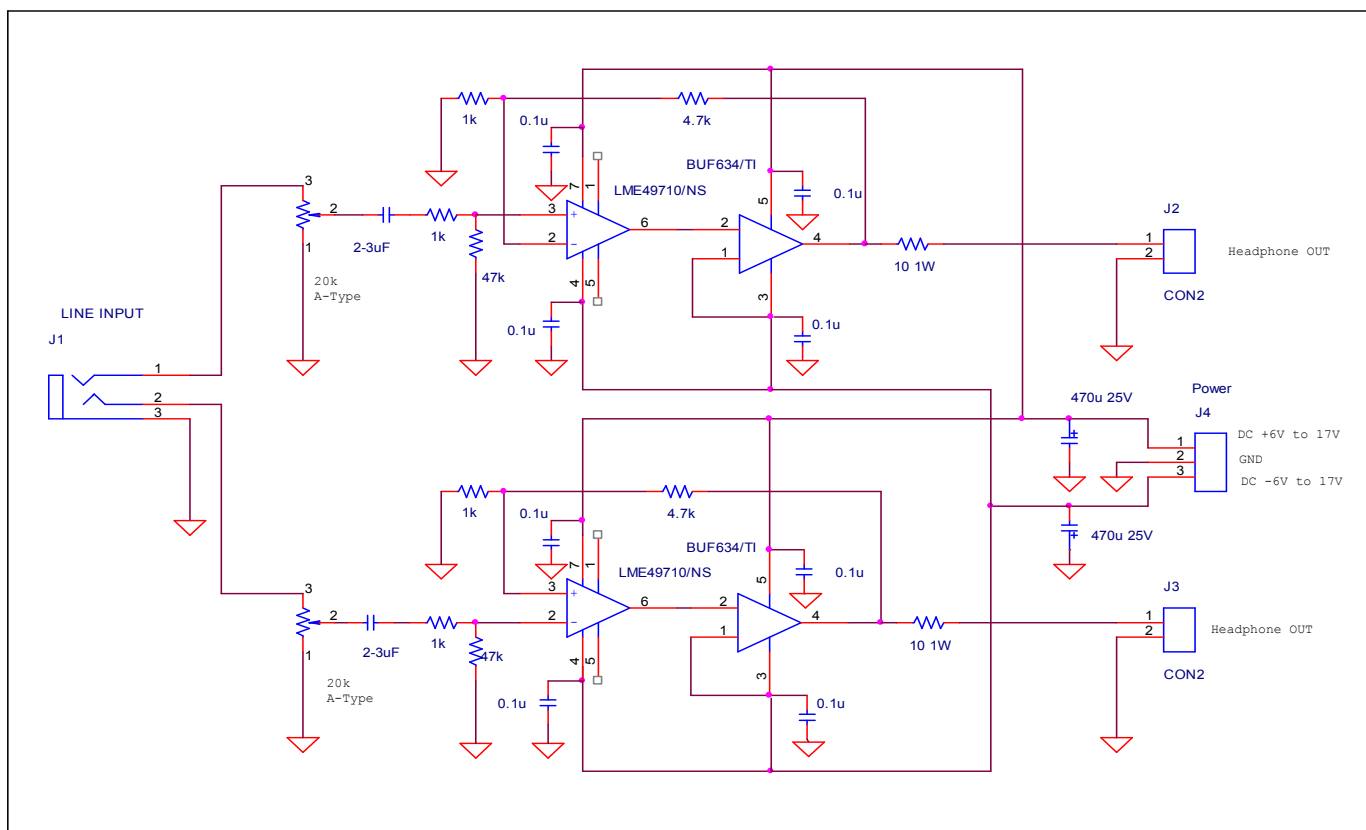 1k
4.7k
0.1u
BUF634/TI
LME49710/NS
7
1
5
0.1u
3
2
1
2-3uF
1k
3
2
6
2
1
4
47k
4
5
3
10 1W
J2
1
2
Headphone OUT
CON2
20k
A-Type
0.1u
0.1u
LINE INPUT
J1
1
2
3
470u 25V
Power
J4
1
2
3
DC +6V to 17V
GND
DC -6V to 17V
470u 25V
1k
4.7k
0.1u
BUF634/TI
LME49710/NS
7
1
5
0.1u
3
2
1
2-3uF
1k
3
2
6
2
1
4
47k
4
5
3
10 1W
J3
1
2
Headphone OUT
CON2
20k
A-Type
0.1u
0.1u